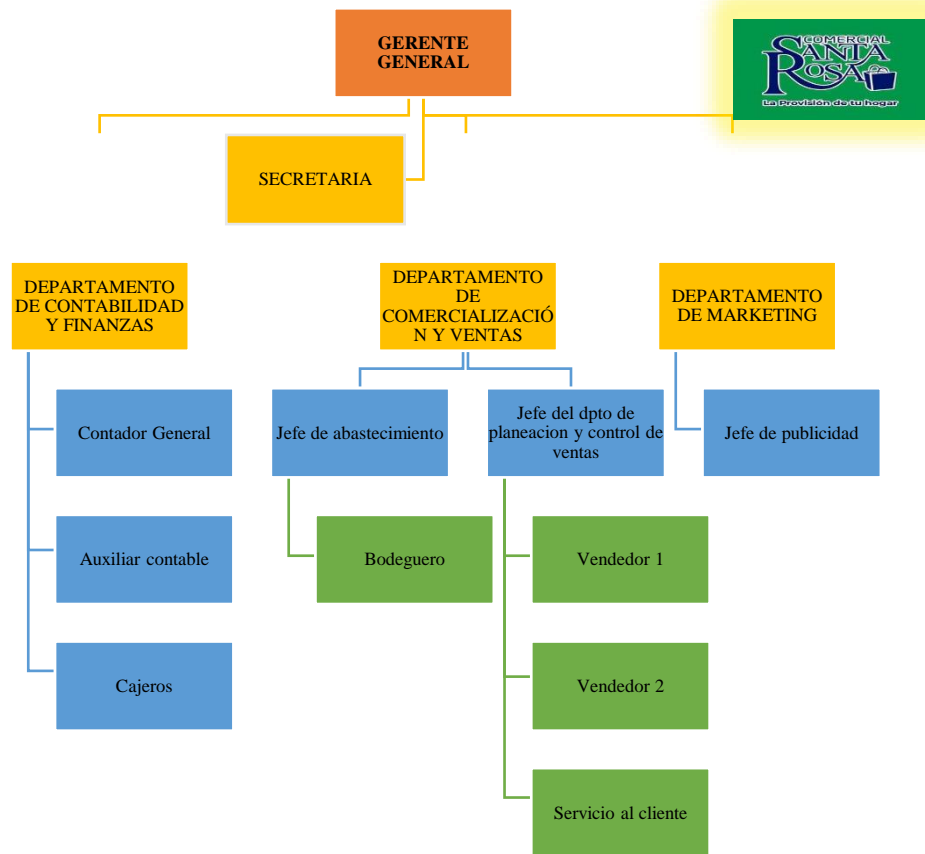 GERENTE
GENERAL
COMERCIAL
SANTA
ROSA
La Provisión de tu hogar
SECRETARIA
DEPARTAMENTO
DE CONTABILIDAD
Y FINANZAS
DEPARTAMENTO
DE
COMERCIALIZACIÓ
N Y VENTAS
DEPARTAMENTO
DE MARKETING
Contador General
Jefe de abastecimiento
Jefe del dpto de
planeacion y control de
ventas
Jefe de publicidad
Auxiliar contable
Bodeguero
Vendedor 1
Cajeros
Vendedor 2
Servicio al cliente